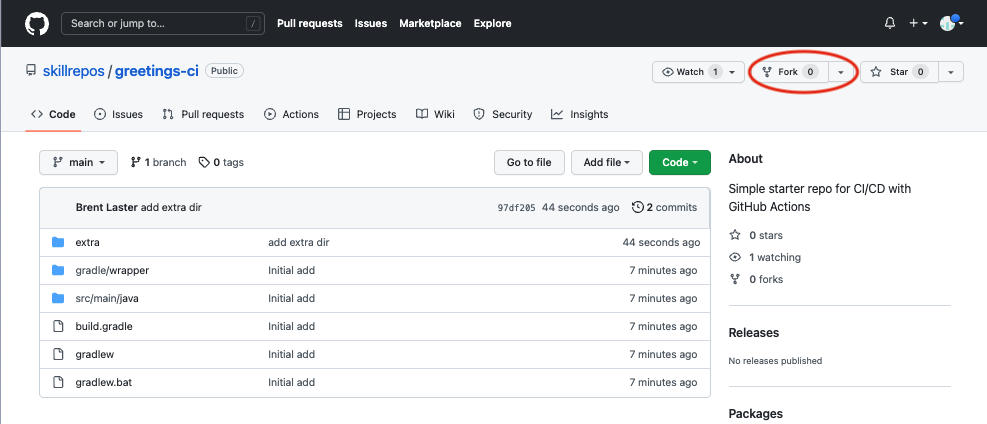 Search or jump to... / Pull requests Issues Marketplace Explore
skillrepos / greetings-ci Public Watch 1 Fork 0 Star 0
Code Issues Pull requests Actions Projects Wiki Security Insights
main 1 branch 0 tags Go to file Add file Code
About
Simple starter repo for CI/CD with
GitHub Actions
0 stars
1 watching
0 forks
Releases
No releases published
Packages
Brent Laster add extra dir 97df205 44 seconds ago 2 commits
extra add extra dir 44 seconds ago
gradle/wrapper Initial add 7 minutes ago
src/main/java Initial add 7 minutes ago
build.gradle Initial add 7 minutes ago
gradlew Initial add 7 minutes ago
gradlew.bat Initial add 7 minutes ago